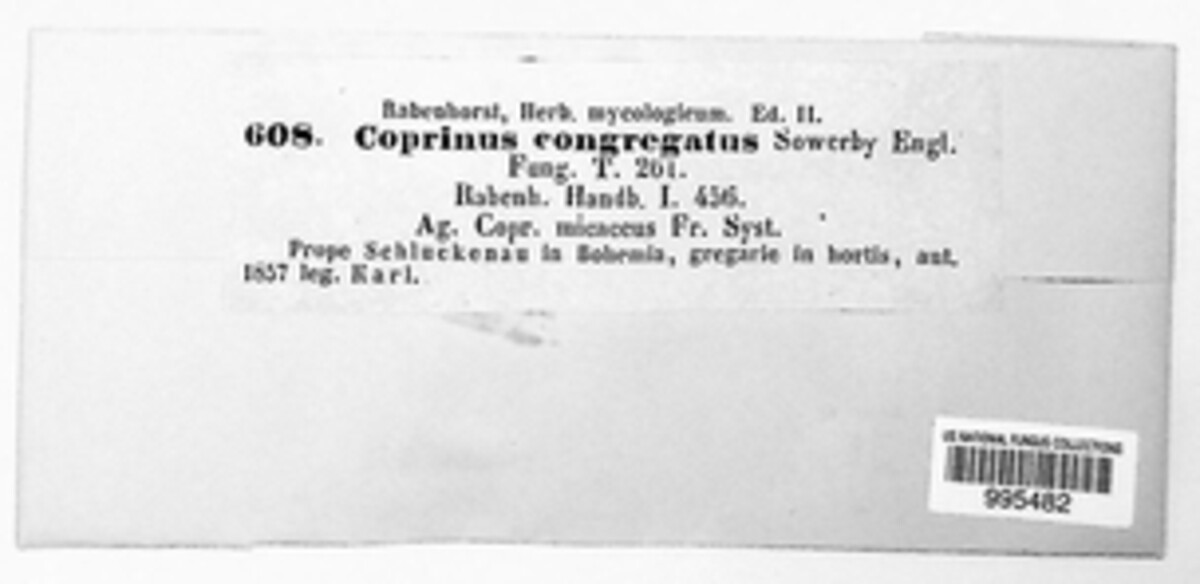 Rabenhorst, Herb. mycologicum. Ed. II.
608. Coprinus congregatus Sowerby Engl.
Fung. T. 261.
Rabenh. Handb. I. 456.
Ag. Copr. micaceus Fr. Syst.
Prope Schluckenau in Bohemia, gregarie in hortis, aut.
1857 leg. Karl.
US NATIONAL FUNGUS COLLECTIONS
995482